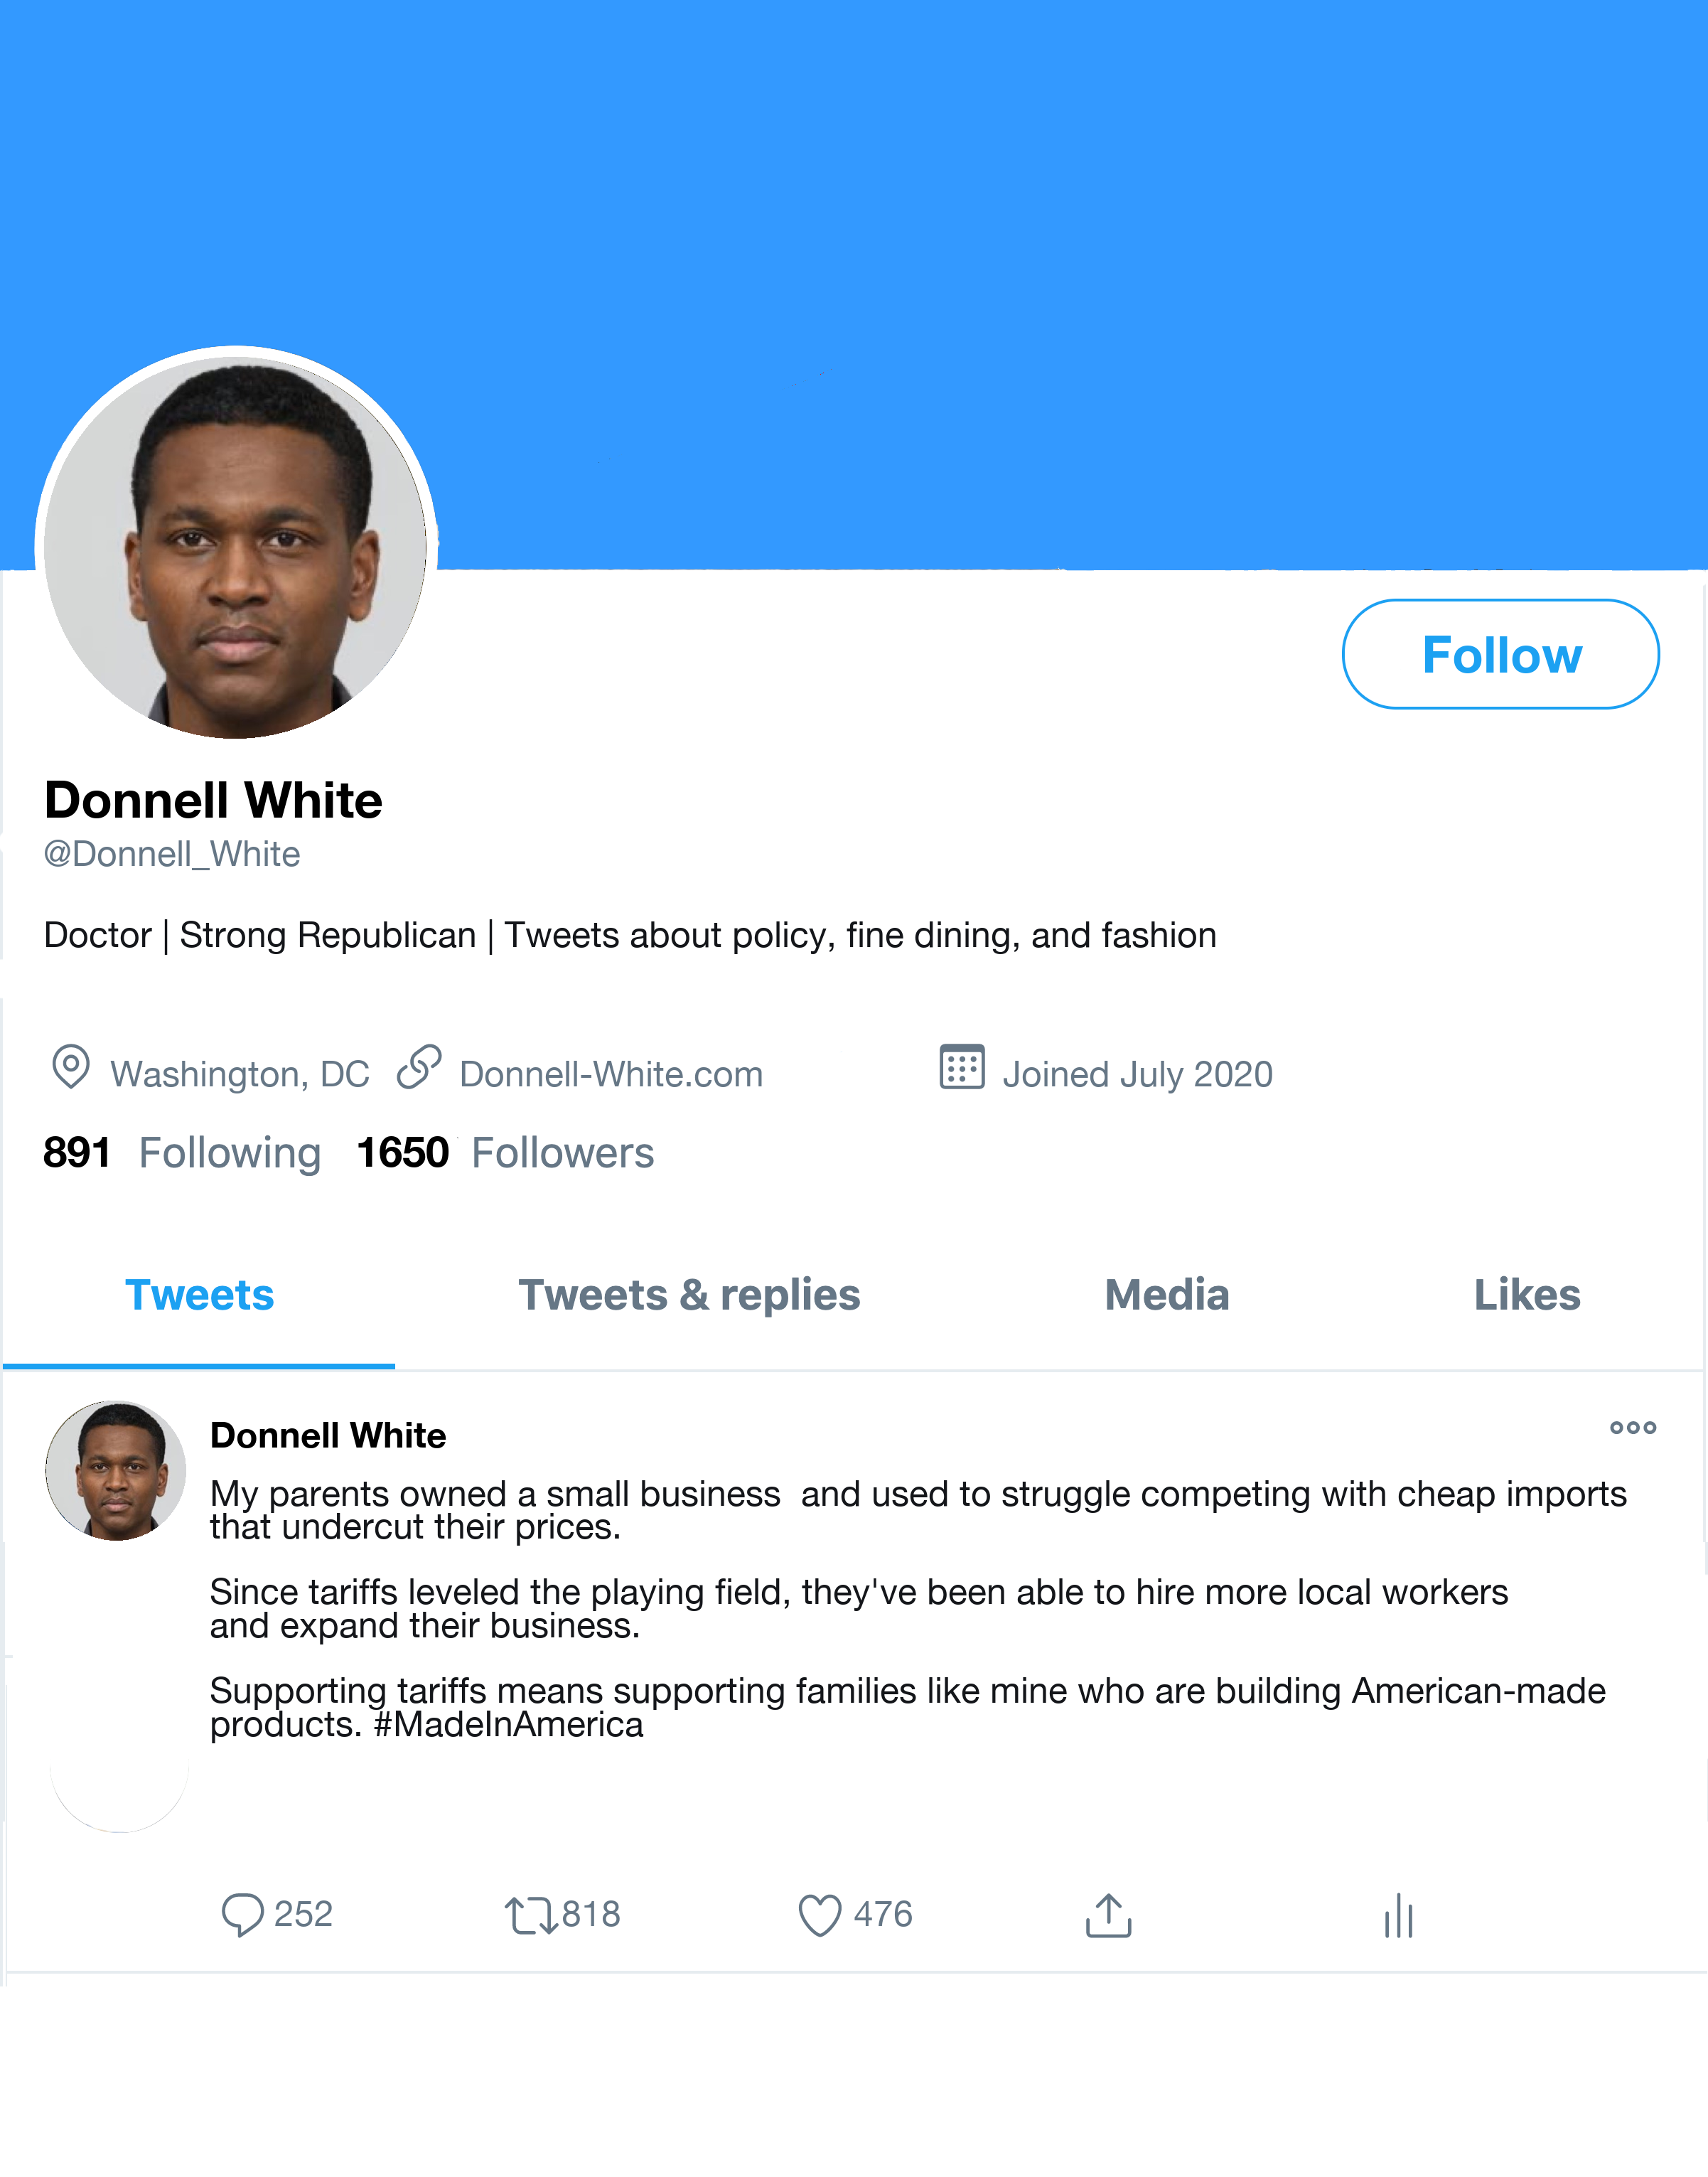 Follow
Donnell White
@Donnell_White
Doctor | Strong Republican | Tweets about policy, fine dining, and fashion
Washington, DC Donnell-White.com Joined July 2020
891 Following 1650 Followers
Tweets Tweets & replies Media Likes
Donnell White
My parents owned a small business  and used to struggle competing with cheap imports
that undercut their prices.
Since tariffs leveled the playing field, they've been able to hire more local workers
and expand their business.
Supporting tariffs means supporting families like mine who are building American-made
products. #MadeInAmerica
252 818 476